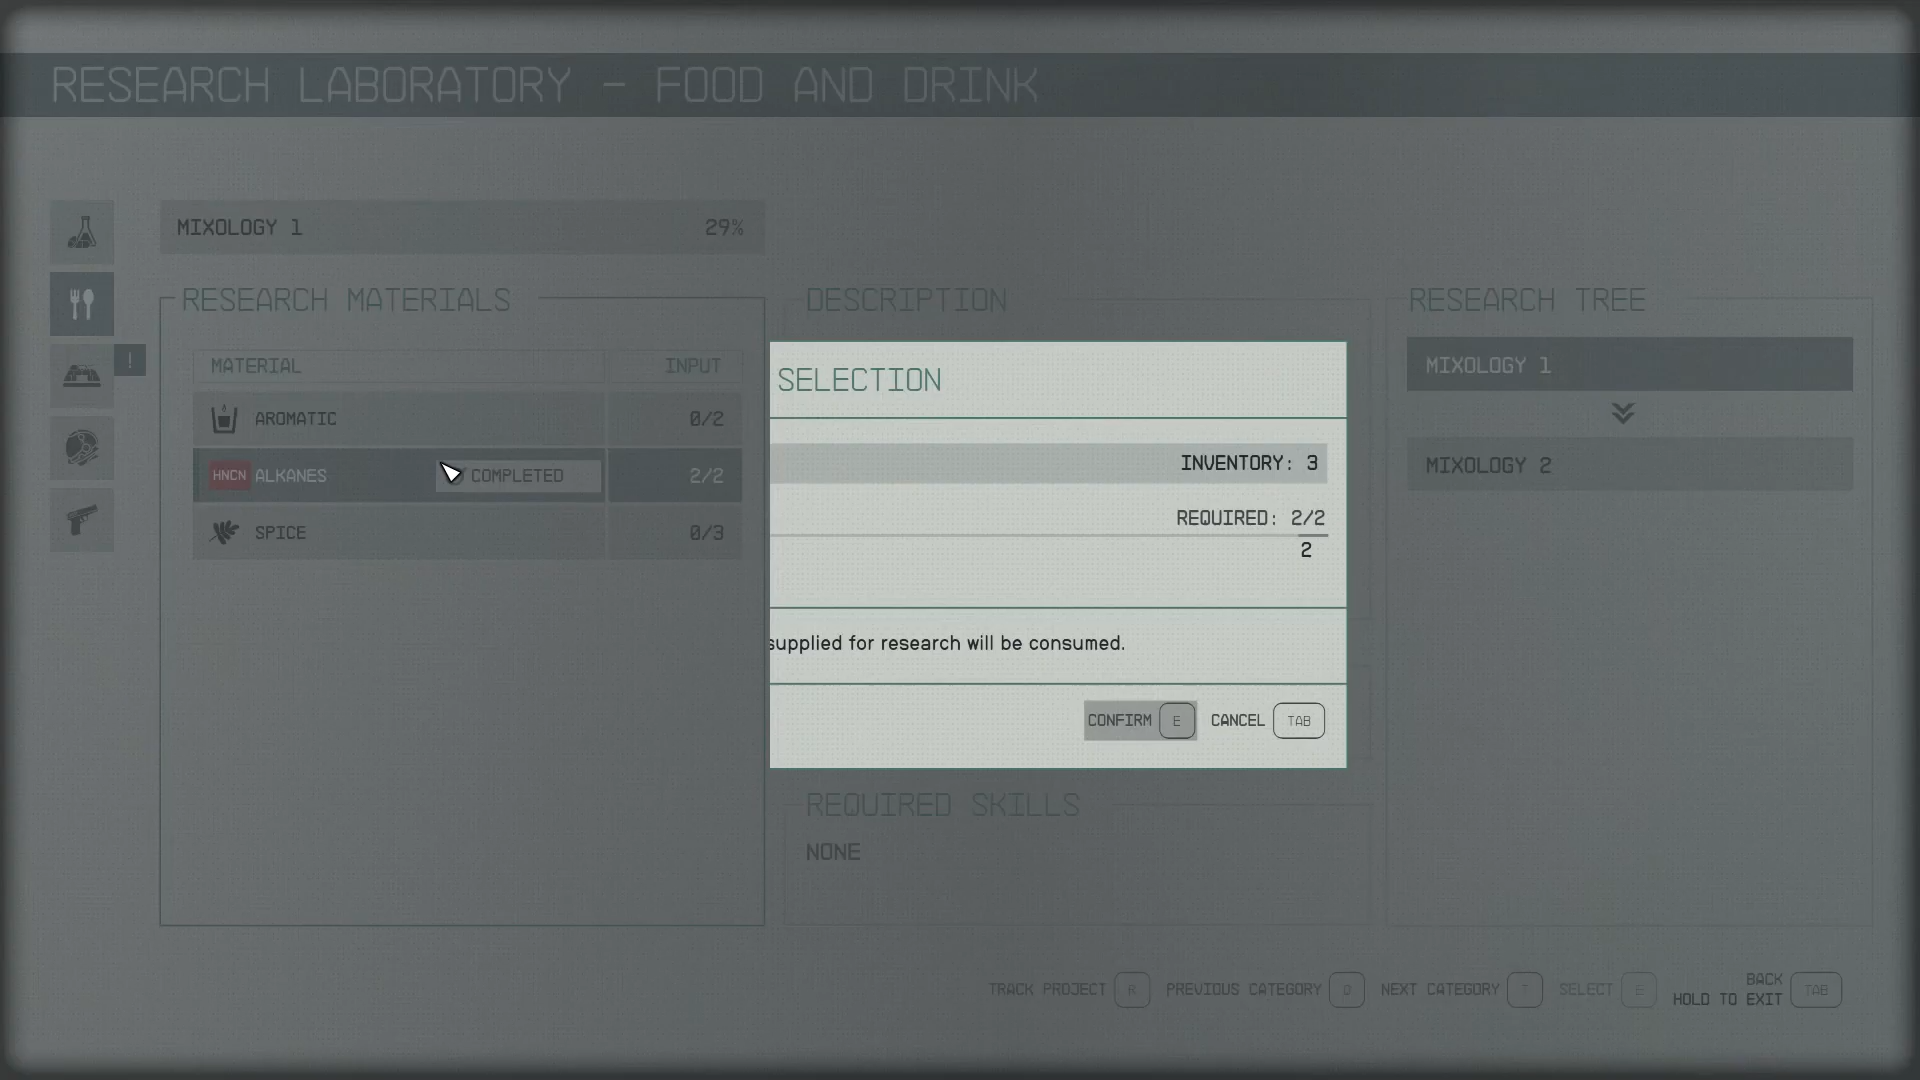 RESEARCH LABORATORY - FOOD AND DRINK
MIXOLOGY 1 29%
RESEARCH MATERIALS
MATERIAL INPUT
AROMATIC 0/2
HNCN ALKANES COMPLETED 2/2
SPICE 0/3
!
DESCRIPTION
SELECTION
INVENTORY: 3
REQUIRED: 2/2
2
supplied for research will be consumed.
CONFIRM E CANCEL TAB
REQUIRED SKILLS
NONE
RESEARCH TREE
MIXOLOGY 1
MIXOLOGY 2
TRACK PROJECT R PREVIOUS CATEGORY Q NEXT CATEGORY T SELECT E BACK TAB
HOLD TO EXIT